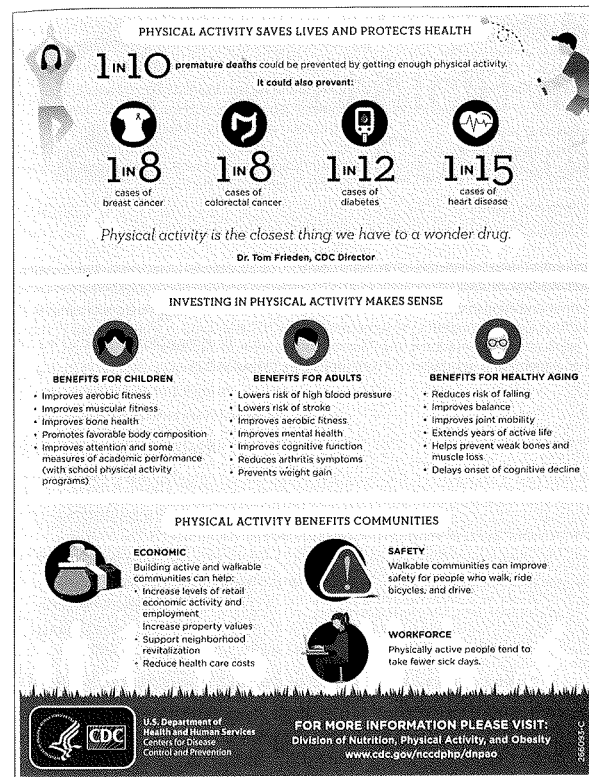 PHYSICAL ACTIVITY SAVES LIVES AND PROTECTS HEALTH
1 IN 10 premature deaths could be prevented by getting enough physical activity.
It could also prevent:
1 IN 8
cases of
breast cancer
1 IN 8
cases of
colorectal cancer
1 IN 12
cases of
diabetes
1 IN 15
cases of
heart disease
Physical activity is the closest thing we have to a wonder drug.
Dr. Tom Frieden, CDC Director
INVESTING IN PHYSICAL ACTIVITY MAKES SENSE
BENEFITS FOR CHILDREN
• Improves aerobic fitness
• Improves muscular fitness
• Improves bone health
• Promotes favorable body composition
• Improves attention and some
measures of academic performance
(with school physical activity
programs)
BENEFITS FOR ADULTS
• Lowers risk of high blood pressure
• Lowers risk of stroke
• Improves aerobic fitness
• Improves mental health
• Improves cognitive function
• Reduces arthritis symptoms
• Prevents weight gain
BENEFITS FOR HEALTHY AGING
• Reduces risk of falling
• Improves balance
• Improves joint mobility
• Extends years of active life
• Helps prevent weak bones and
muscle loss
• Delays onset of cognitive decline
PHYSICAL ACTIVITY BENEFITS COMMUNITIES
ECONOMIC
Building active and walkable
communities can help:
• Increase levels of retail
economic activity and
employment
Increase property values
• Support neighborhood
revitalization
• Reduce health care costs
SAFETY
Walkable communities can improve
safety for people who walk, ride
bicycles, and drive.
WORKFORCE
Physically active people tend to
take fewer sick days.
CDC
U.S. Department of
Health and Human Services
Centers for Disease
Control and Prevention
FOR MORE INFORMATION PLEASE VISIT:
Division of Nutrition, Physical Activity, and Obesity
www.cdc.gov/nccdphp/dnpao
266093-C